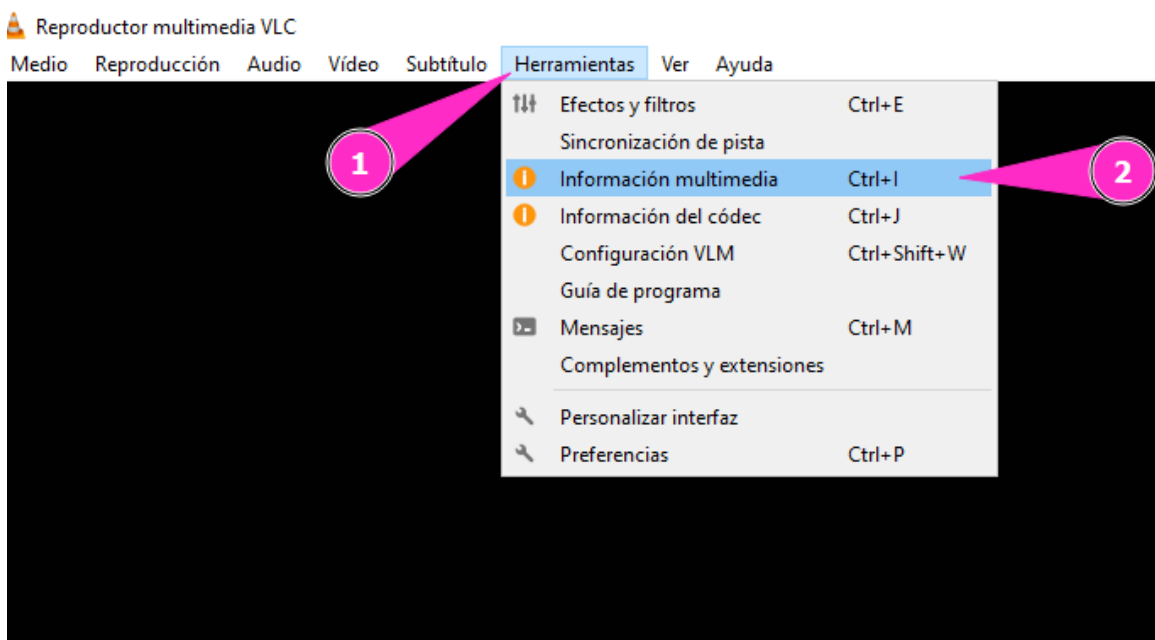 Reproductor multimedia VLC
Medio Reproducción Audio Vídeo Subtítulo Herramientas Ver Ayuda
Efectos y filtros Ctrl+E
Sincronización de pista
1
Información multimedia Ctrl+I
2
Información del códec Ctrl+J
Configuración VLM Ctrl+Shift+W
Guía de programa
Mensajes Ctrl+M
Complementos y extensiones
Personalizar interfaz
Preferencias Ctrl+P